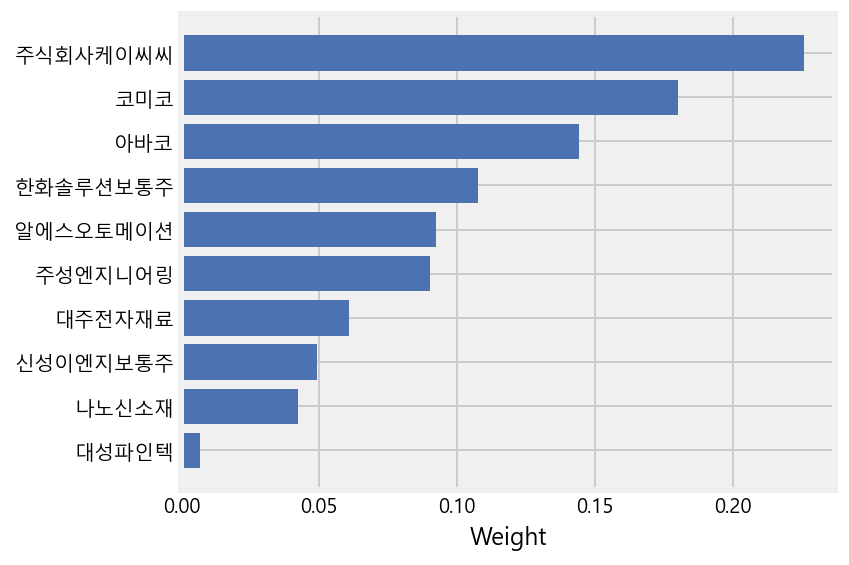 주식회사케이씨씨
코미코
아바코
한화솔루션보통주
알에스오토메이션
주성엔지니어링
대주전자재료
신성이엔지보통주
나노신소재
대성파인텍
0.00 0.05 0.10 0.15 0.20
Weight